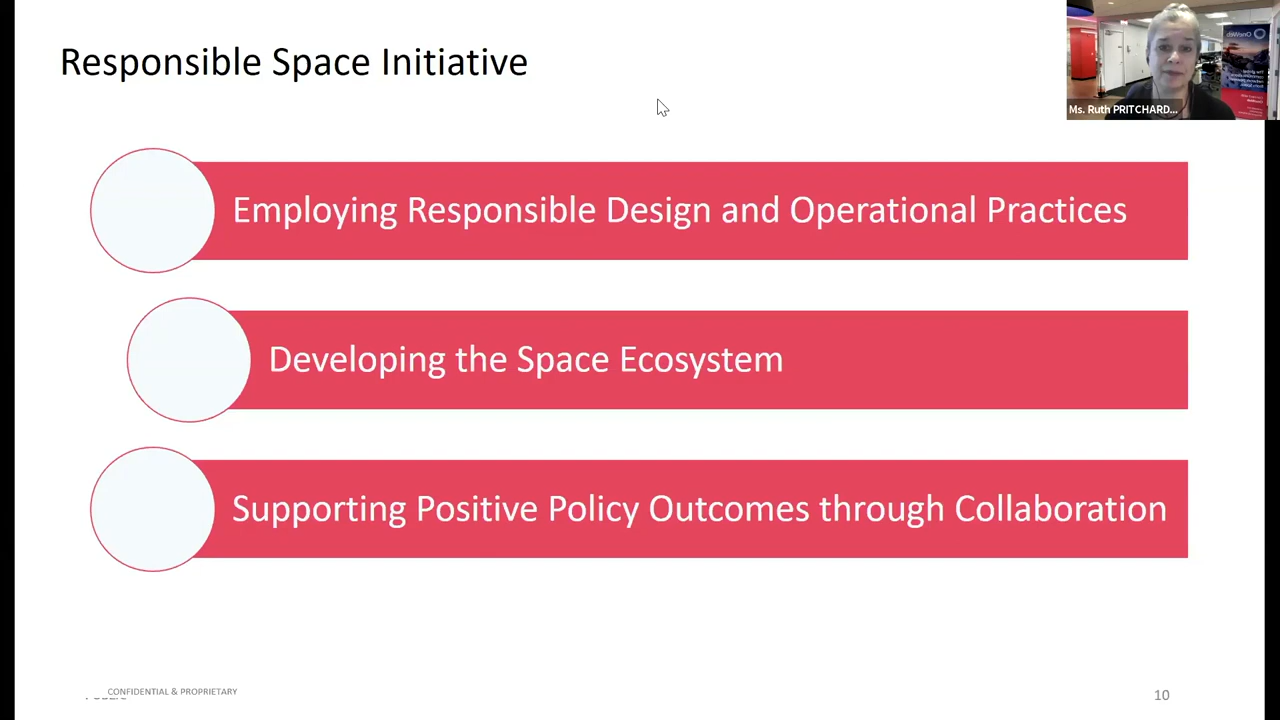 Responsible Space Initiative
Ms. Ruth PRITCHARD...
Employing Responsible Design and Operational Practices
Developing the Space Ecosystem
Supporting Positive Policy Outcomes through Collaboration
CONFIDENTIAL & PROPRIETARY
10